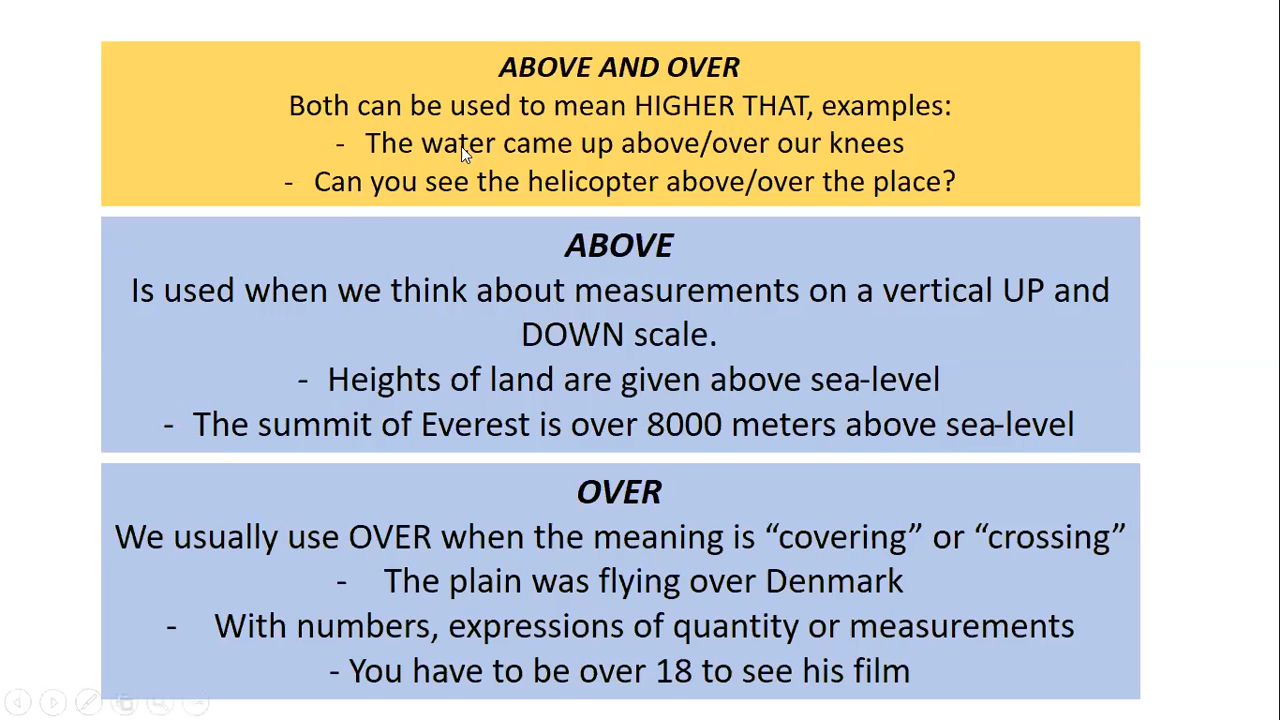 ABOVE AND OVER
Both can be used to mean HIGHER THAT, examples:
- The water came up above/over our knees
- Can you see the helicopter above/over the place?
ABOVE
Is used when we think about measurements on a vertical UP and
DOWN scale.
- Heights of land are given above sea-level
- The summit of Everest is over 8000 meters above sea-level
OVER
We usually use OVER when the meaning is “covering” or “crossing”
- The plain was flying over Denmark
- With numbers, expressions of quantity or measurements
- You have to be over 18 to see his film